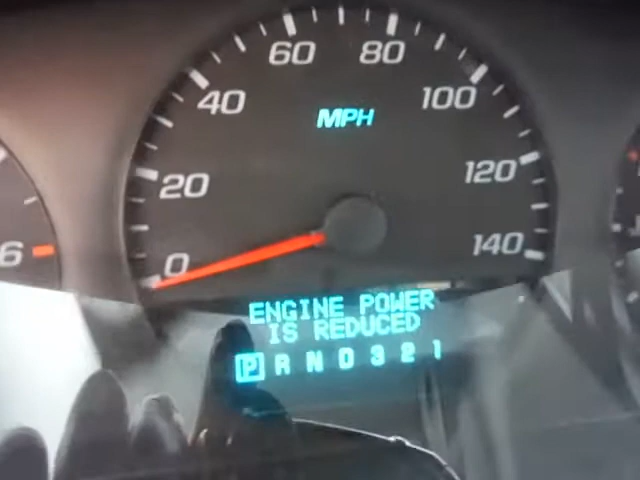 60 80
40 100
MPH
20 120
6 0 140
ENGINE POWER
IS REDUCED
P R N D 3 2 1